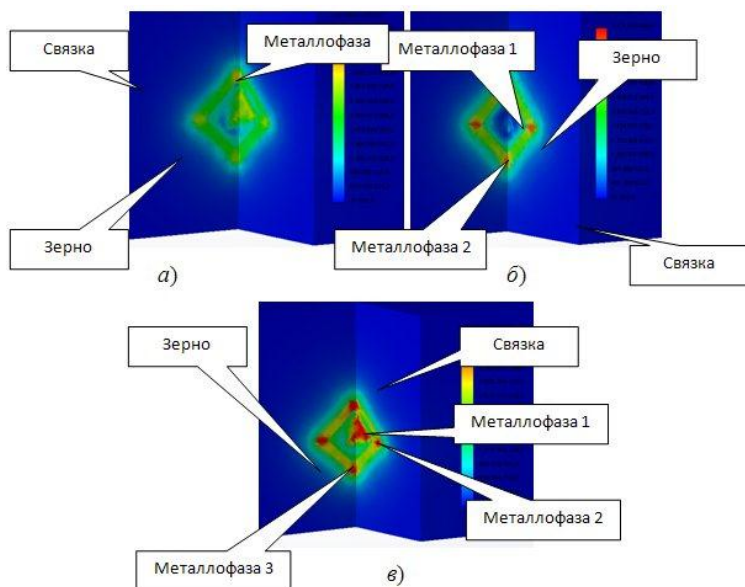 Связка
Металлофаза
Зерно
а)
Металлофаза 1
Зерно
Металлофаза 2
Связка
б)
Зерно
Связка
Металлофаза 1
Металлофаза 2
Металлофаза 3
в)